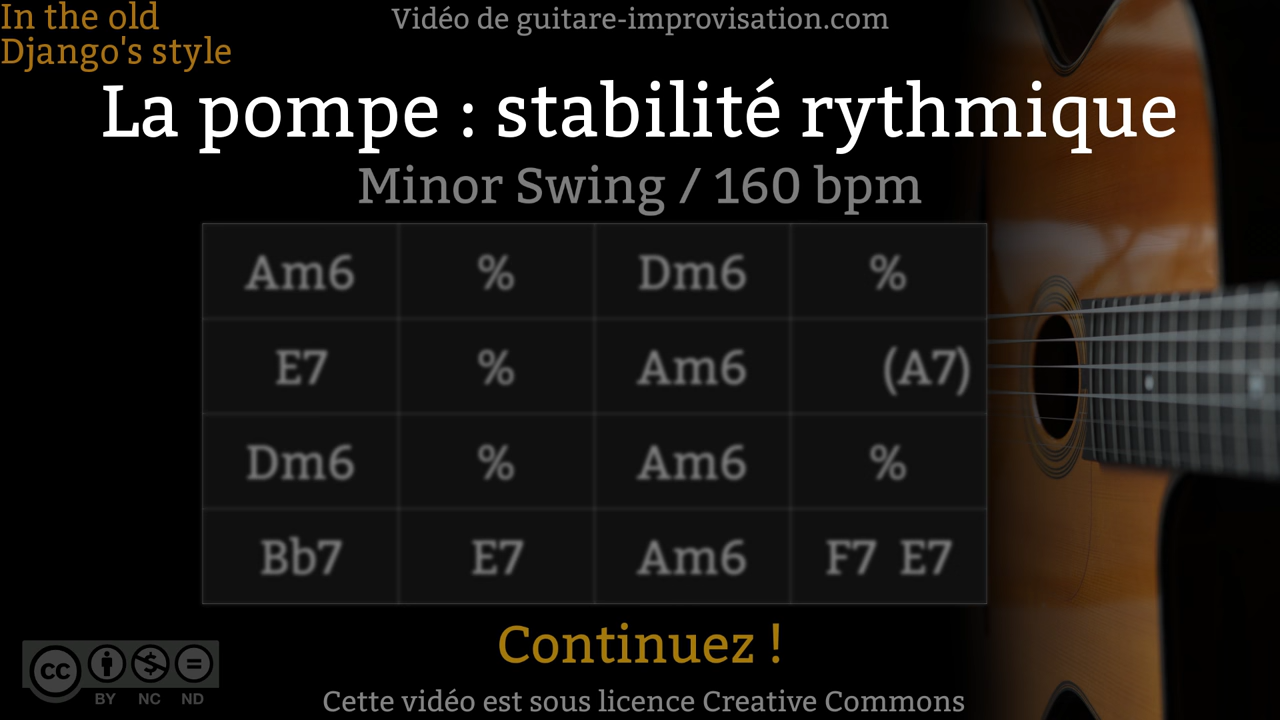 In the old
Django's style
Vidéo de guitare-improvisation.com
La pompe : stabilité rythmique
Minor Swing / 160 bpm
Am6 % Dm6 %
E7 % Am6 (A7)
Dm6 % Am6 %
Bb7 E7 Am6 F7 E7
Continuez !
cc BY NC ND
Cette vidéo est sous licence Creative Commons